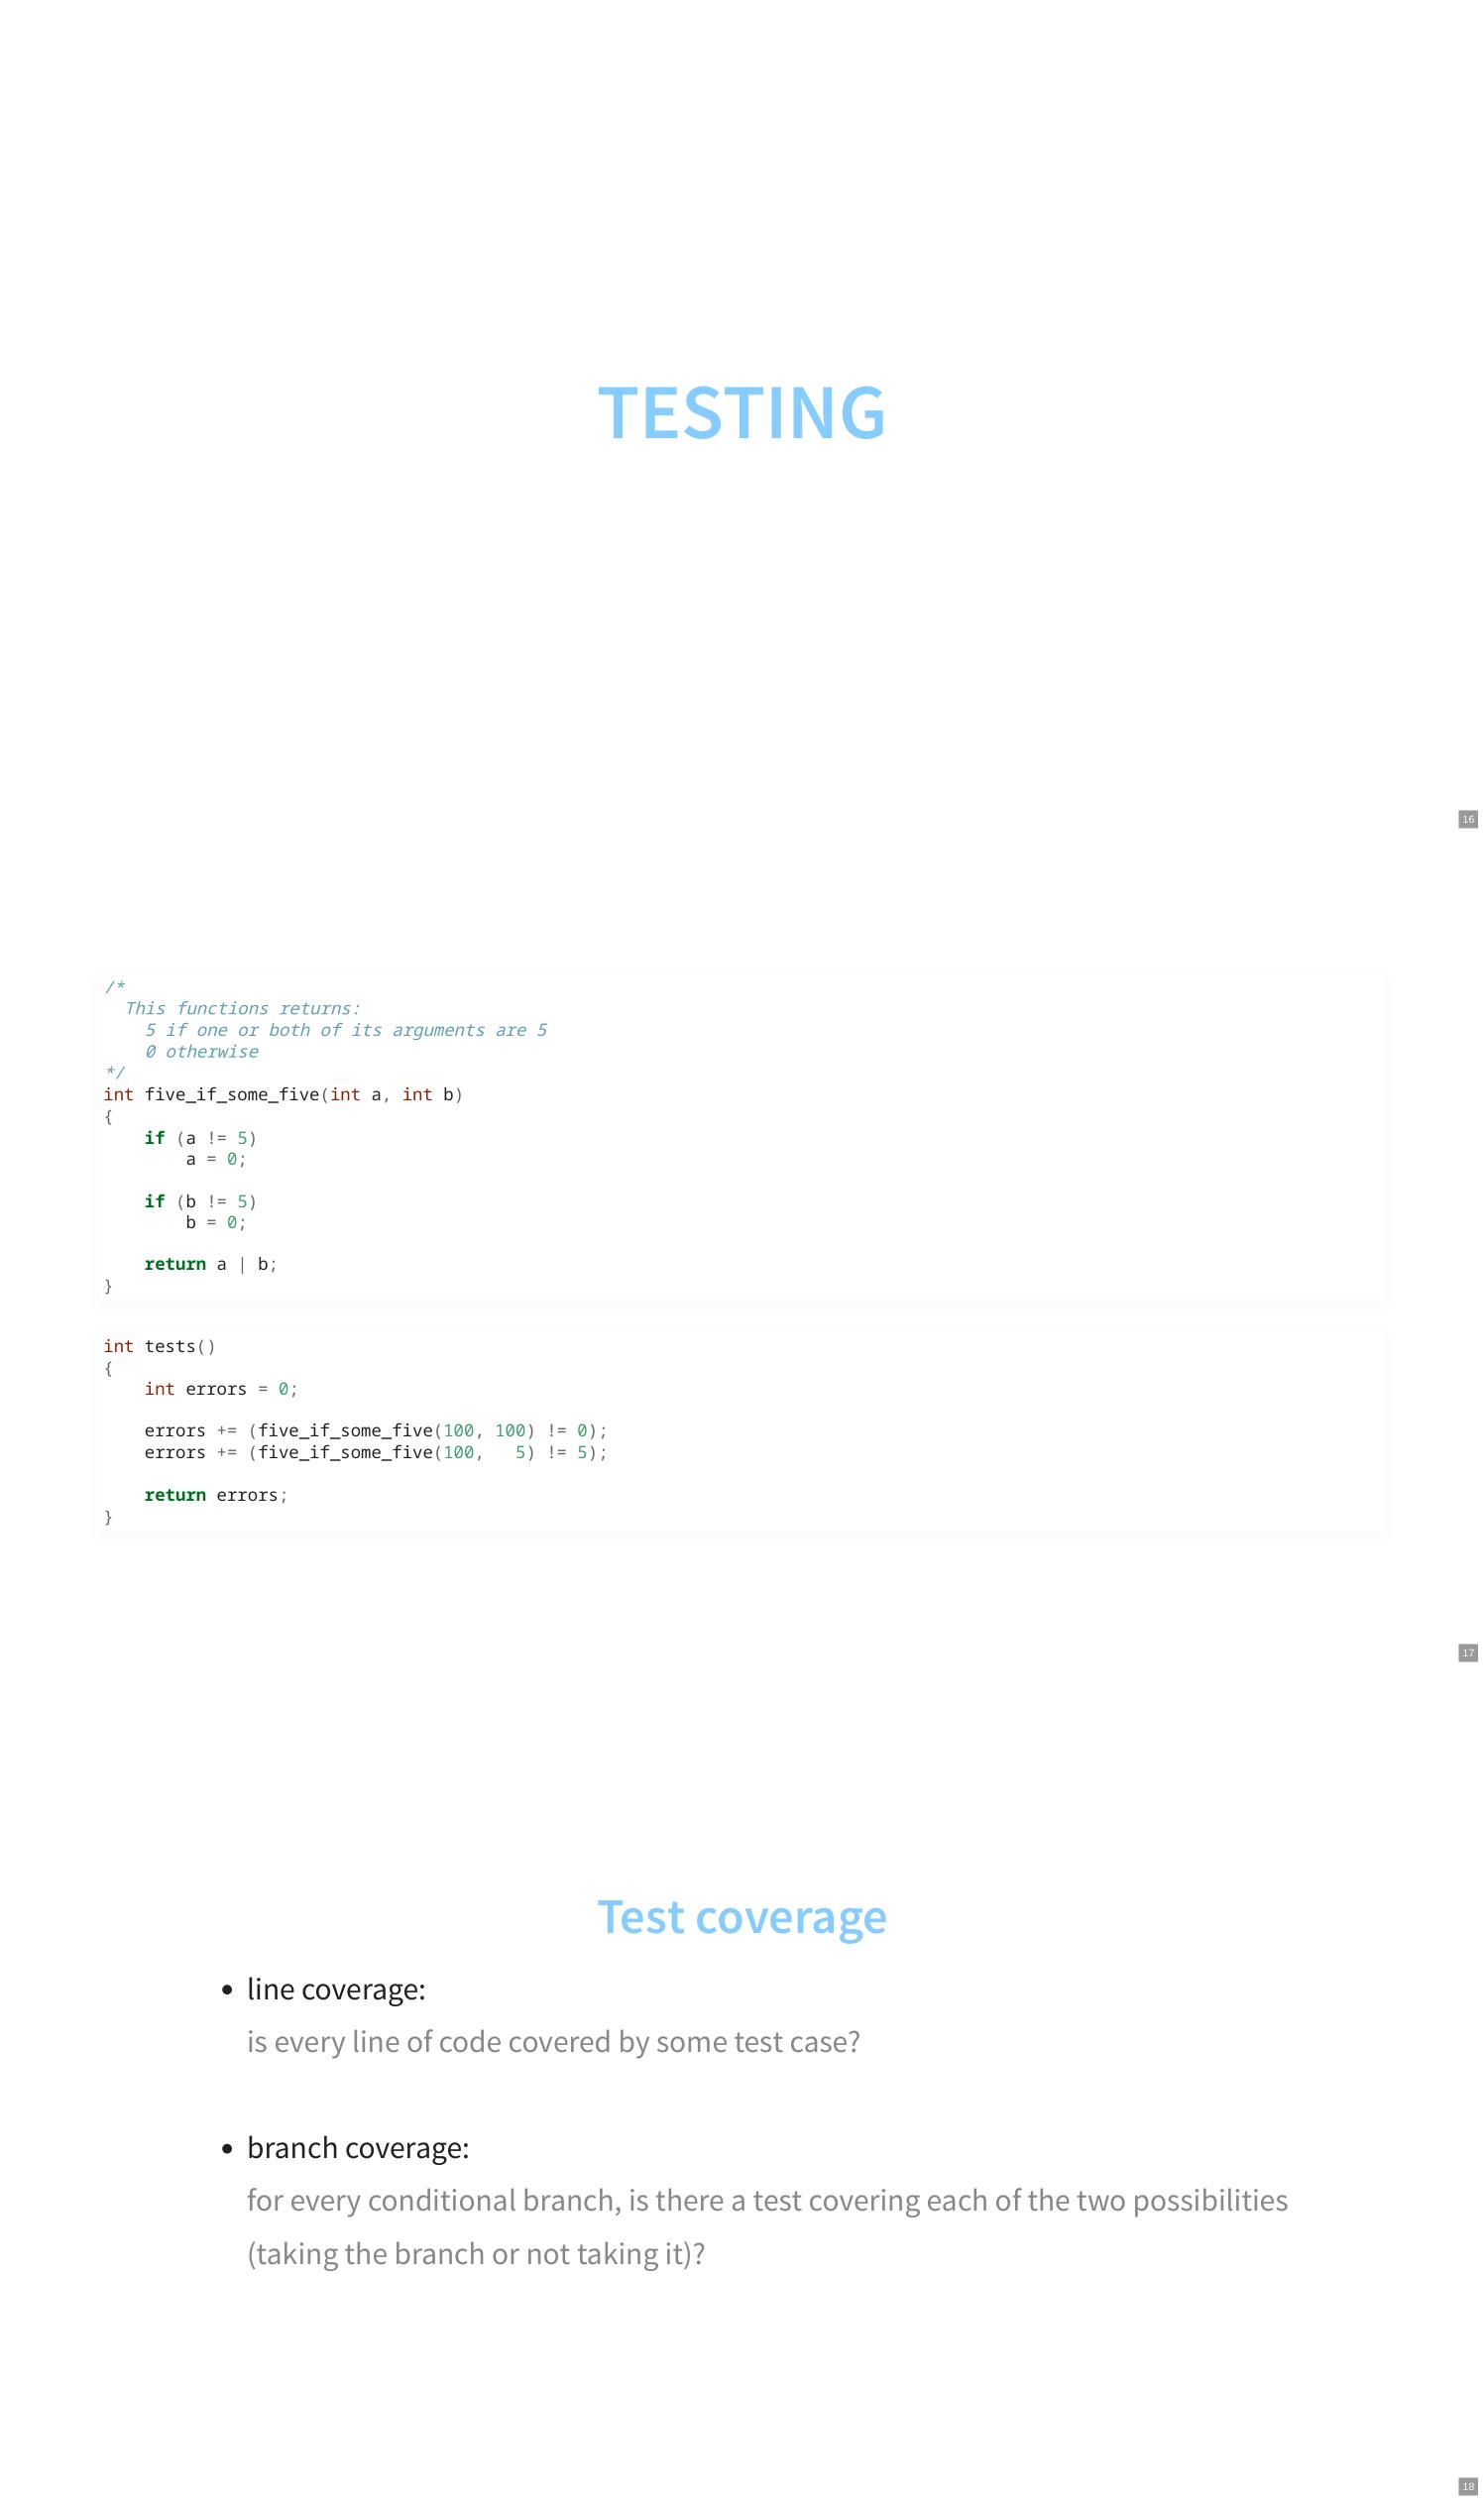 TESTING
16
/*
  This functions returns:
    5 if one or both of its arguments are 5
    0 otherwise
*/
int five_if_some_five(int a, int b)
{
    if (a != 5)
        a = 0;

    if (b != 5)
        b = 0;

    return a | b;
}
int tests()
{
    int errors = 0;

    errors += (five_if_some_five(100, 100) != 0);
    errors += (five_if_some_five(100,   5) != 5);

    return errors;
}
17
Test coverage
• line coverage:
is every line of code covered by some test case?
• branch coverage:
for every conditional branch, is there a test covering each of the two possibilities
(taking the branch or not taking it)?
18